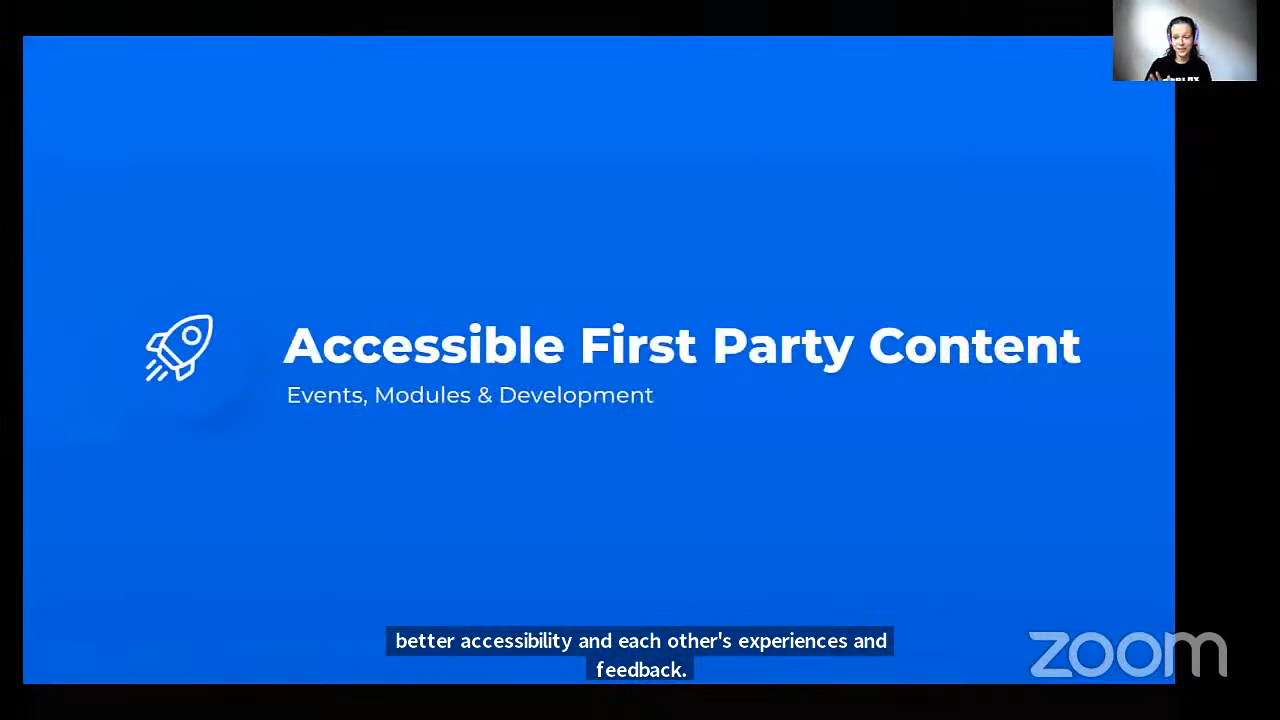 Accessible First Party Content
Events, Modules & Development
better accessibility and each other's experiences and
feedback.
zoom